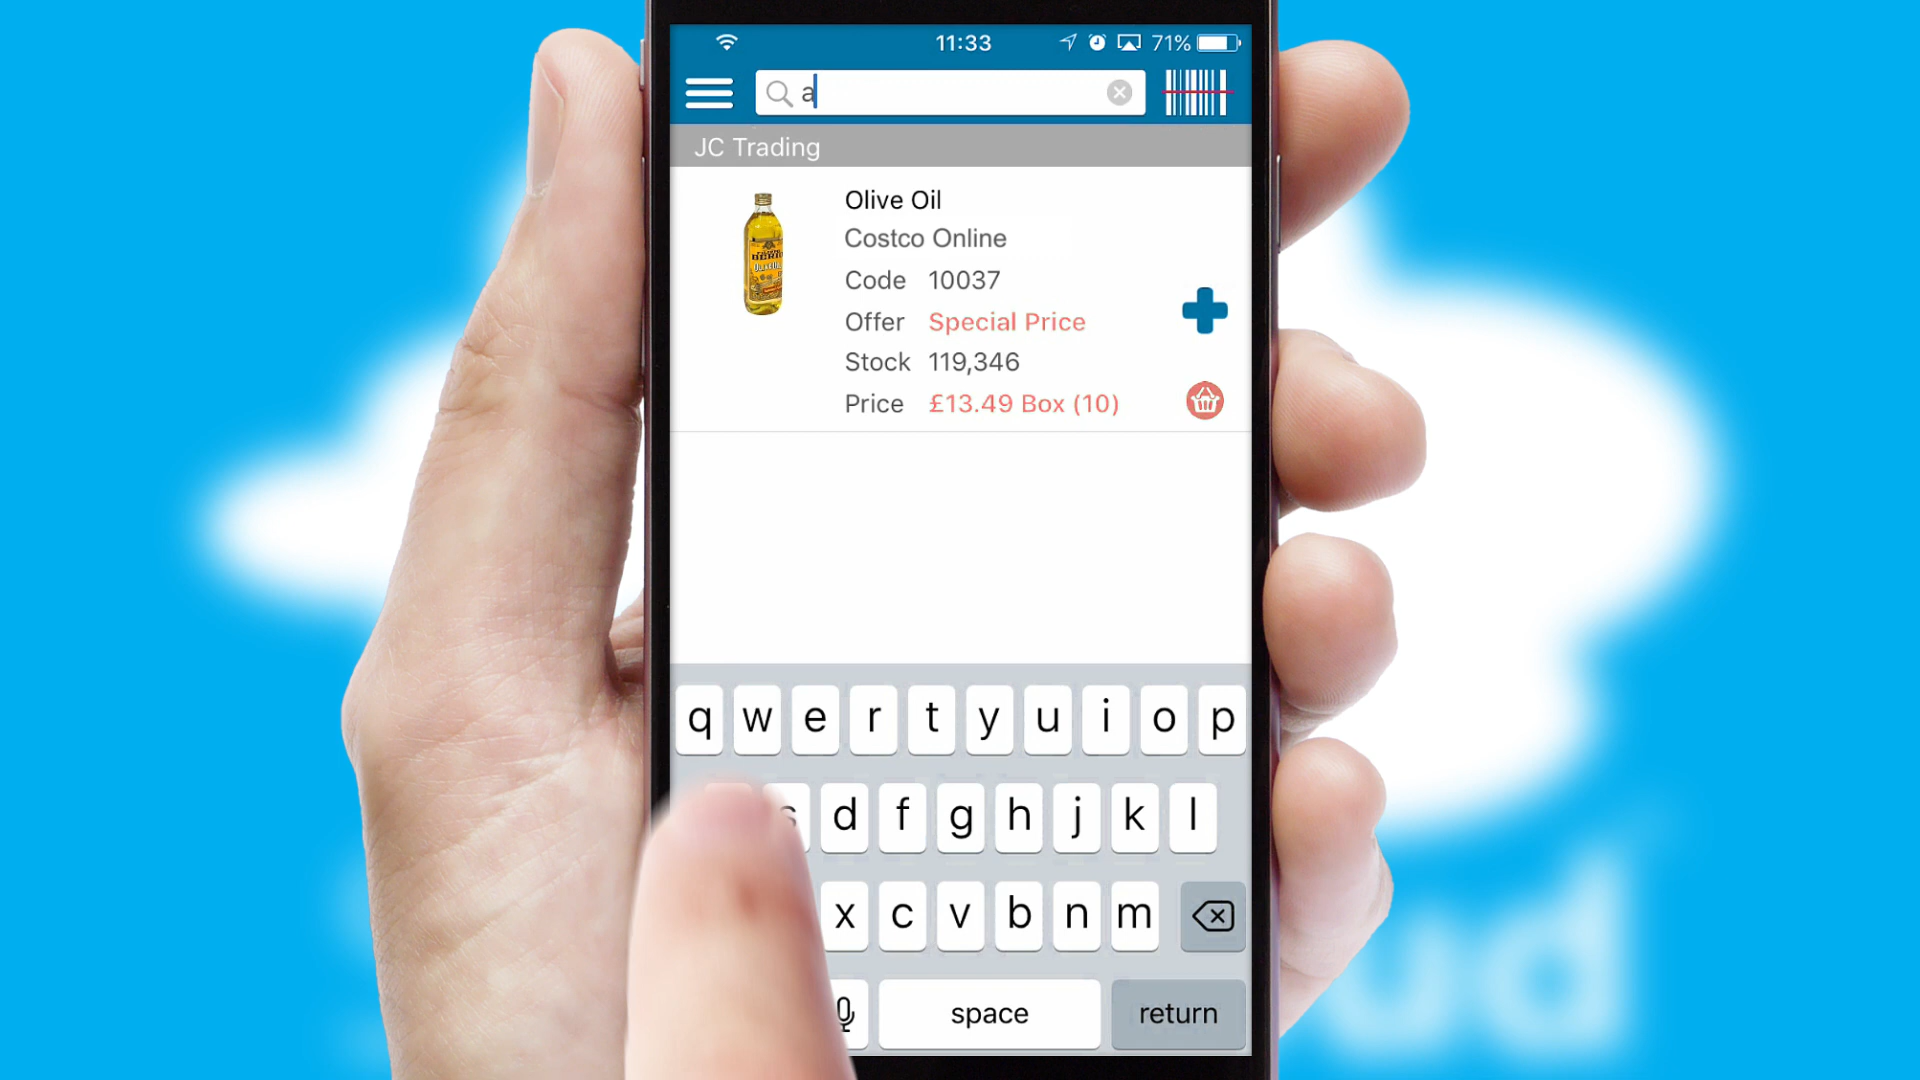 11:33 71%
a
JC Trading
Olive Oil
Costco Online
Code 10037
Offer Special Price
Stock 119,346
Price £13.49 Box (10)
q w e r t y u i o p
s d f g h j k l
x c v b n m
space return
ud